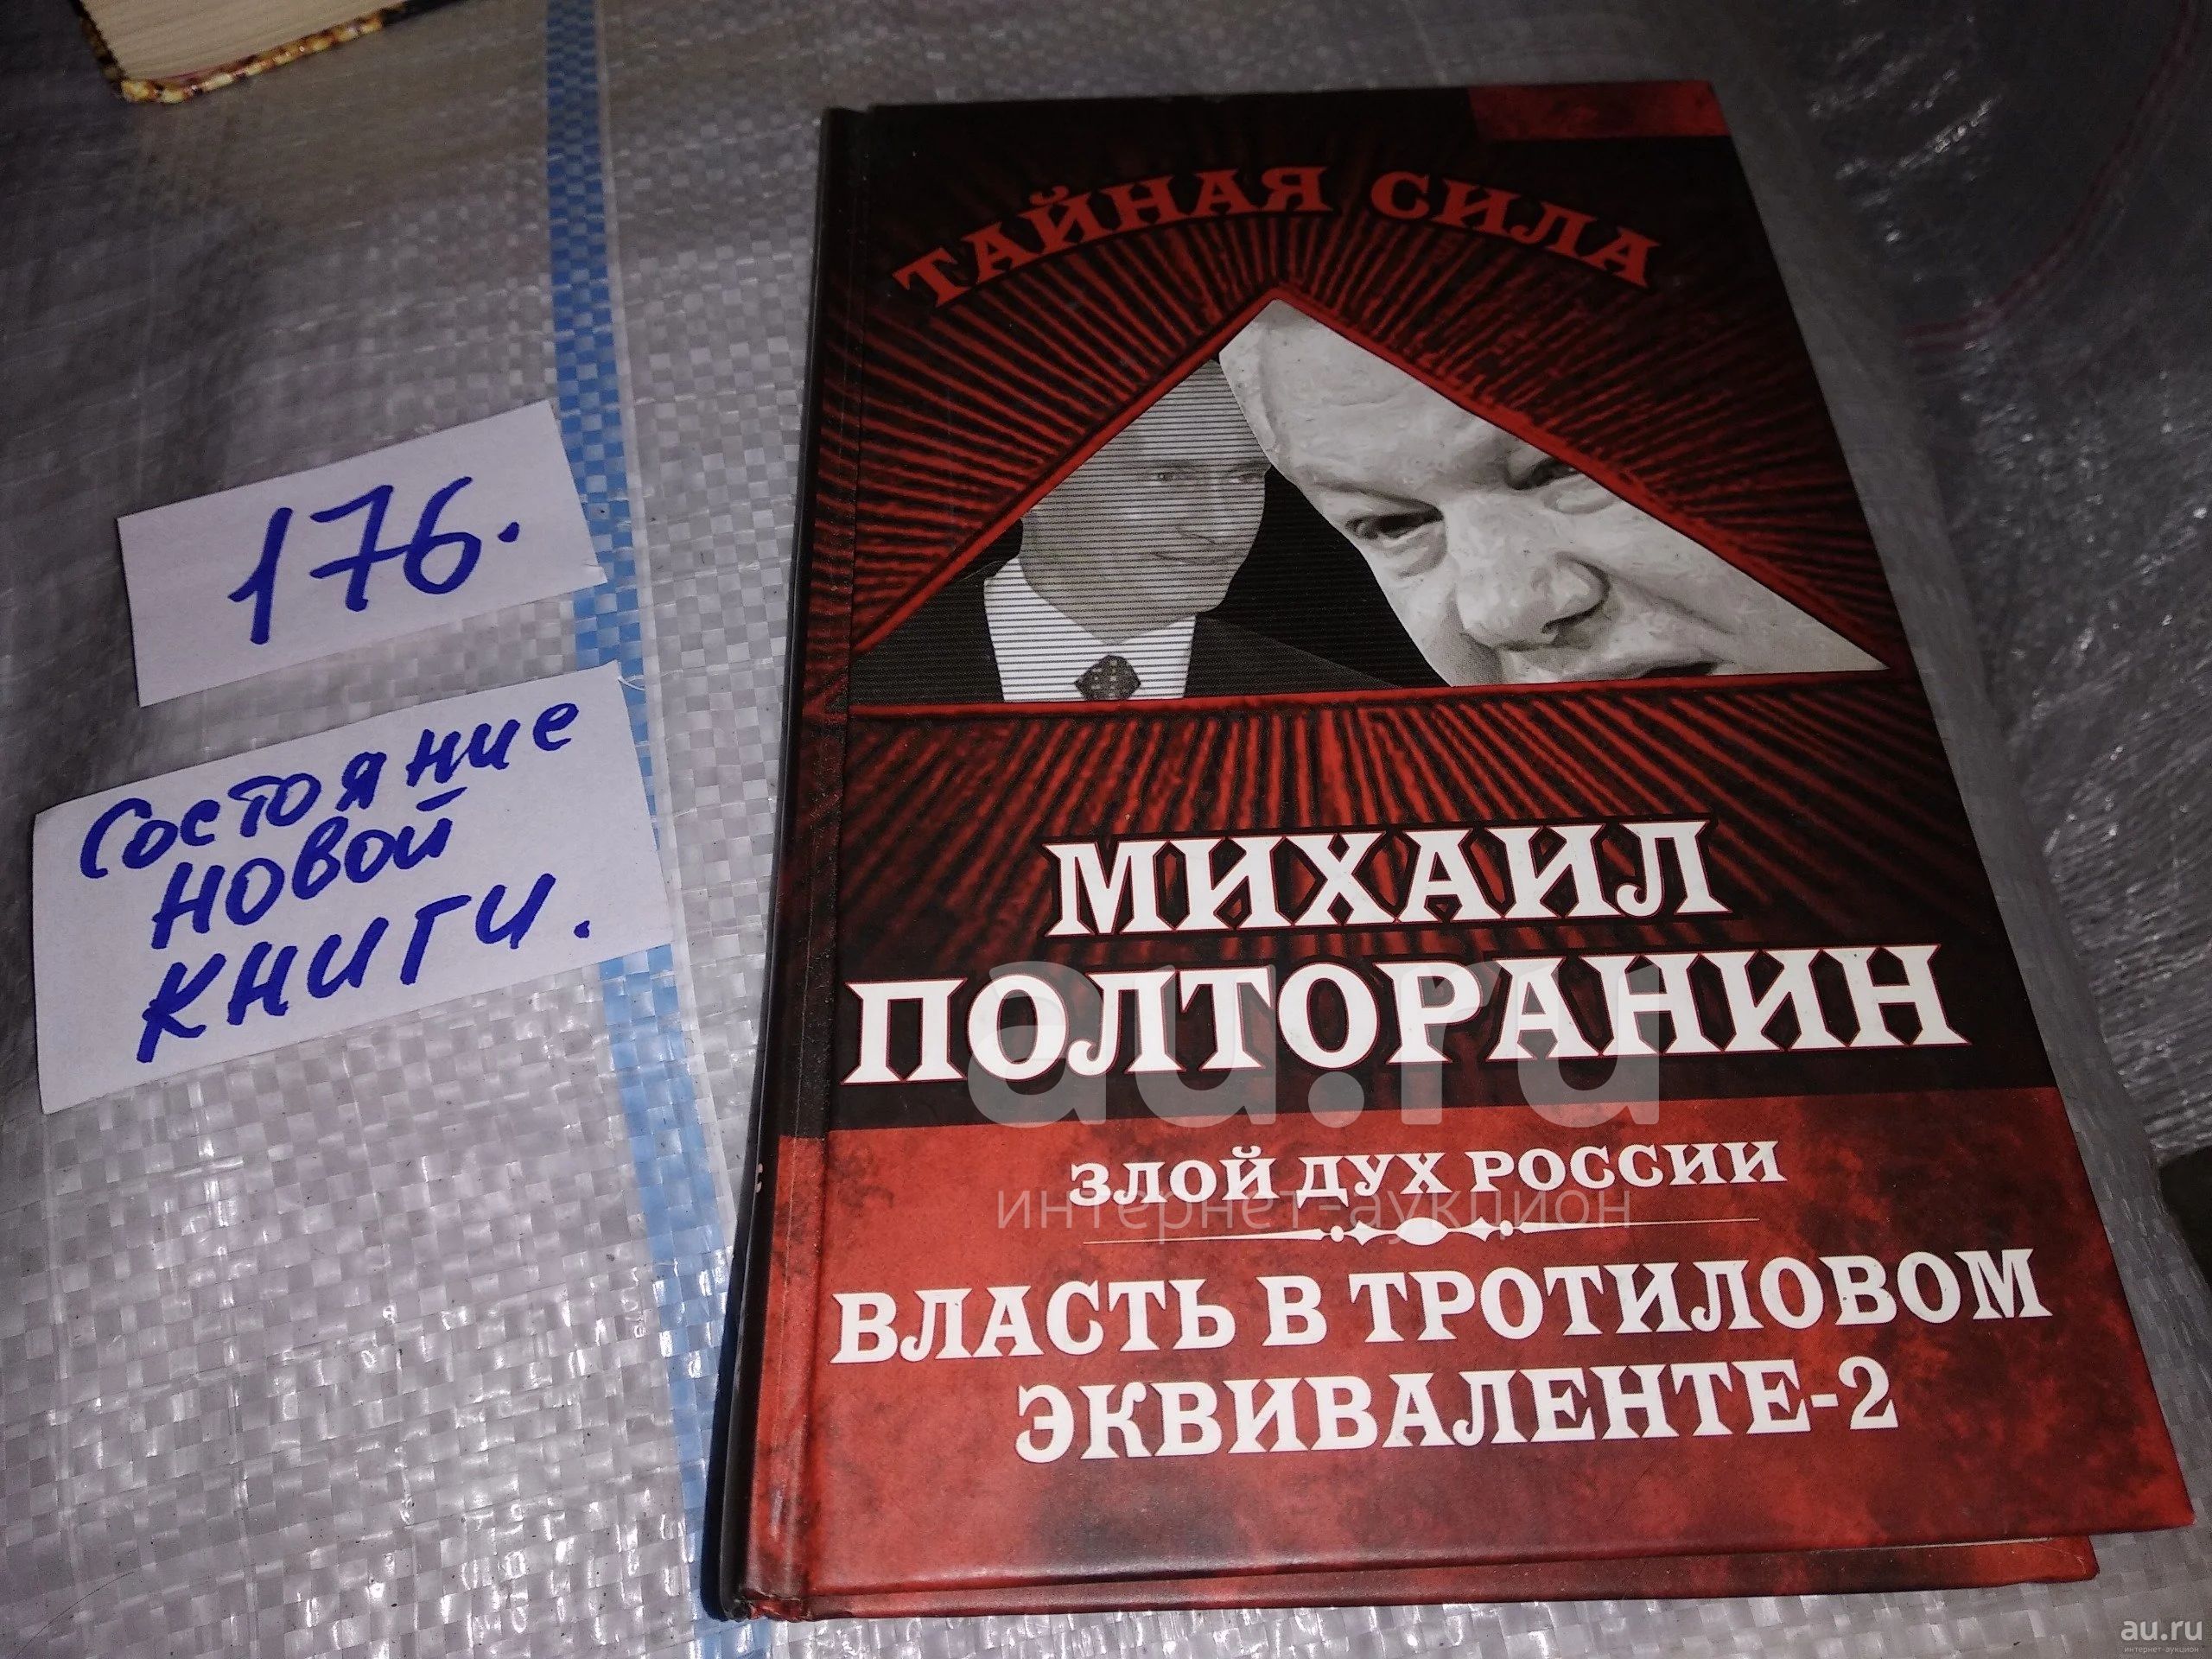 176.
Состояние
новой
книги.
ТАЙНАЯ СИЛА
МИХАИЛ
ПОЛТОРАНИН
au.ru
ЗЛОЙ ДУХ РОССИИ
интернет-аукцион
ВЛАСТЬ В ТРОТИЛОВОМ
ЭКВИВАЛЕНТЕ-2
au.ru
интернет-аукцион